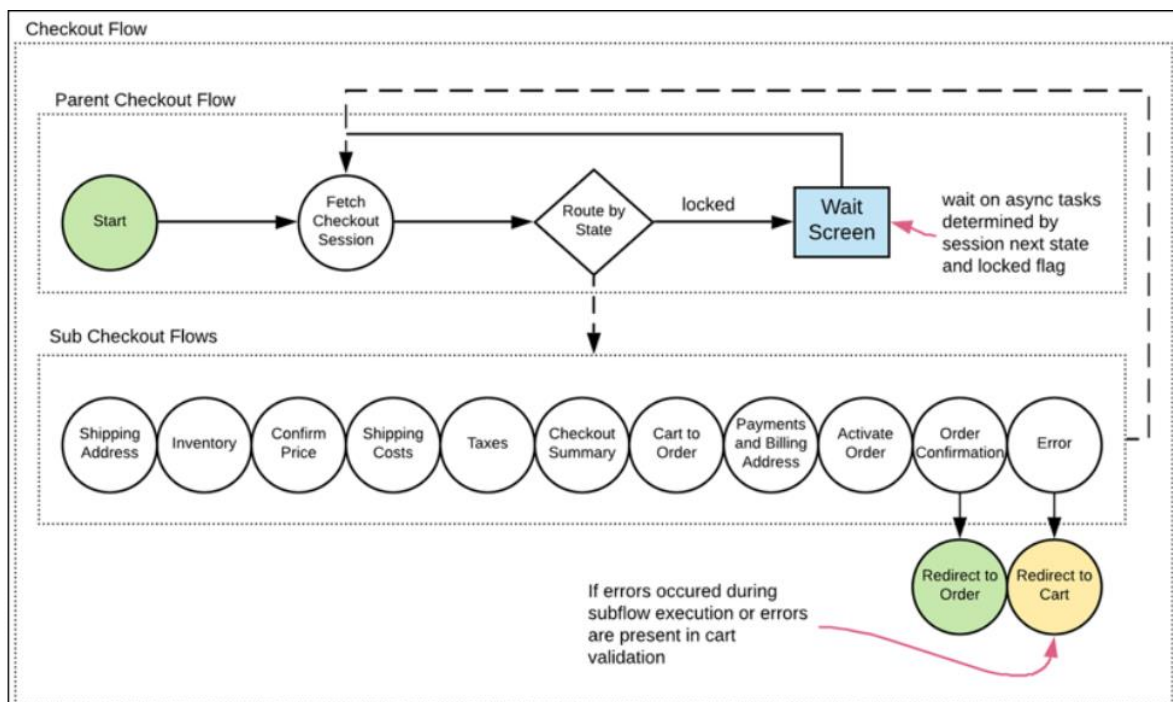 Checkout Flow
Parent Checkout Flow
Start
Fetch
Checkout
Session
Route by
State
locked
Wait
Screen
wait on async tasks
determined by
session next state
and locked flag
Sub Checkout Flows
Shipping
Address
Inventory
Confirm
Price
Shipping
Costs
Taxes
Checkout
Summary
Cart to
Order
Payments
and Billing
Address
Activate
Order
Order
Confirmation
Error
Redirect to
Order
Redirect to
Cart
If errors occured during
subflow execution or errors
are present in cart
validation